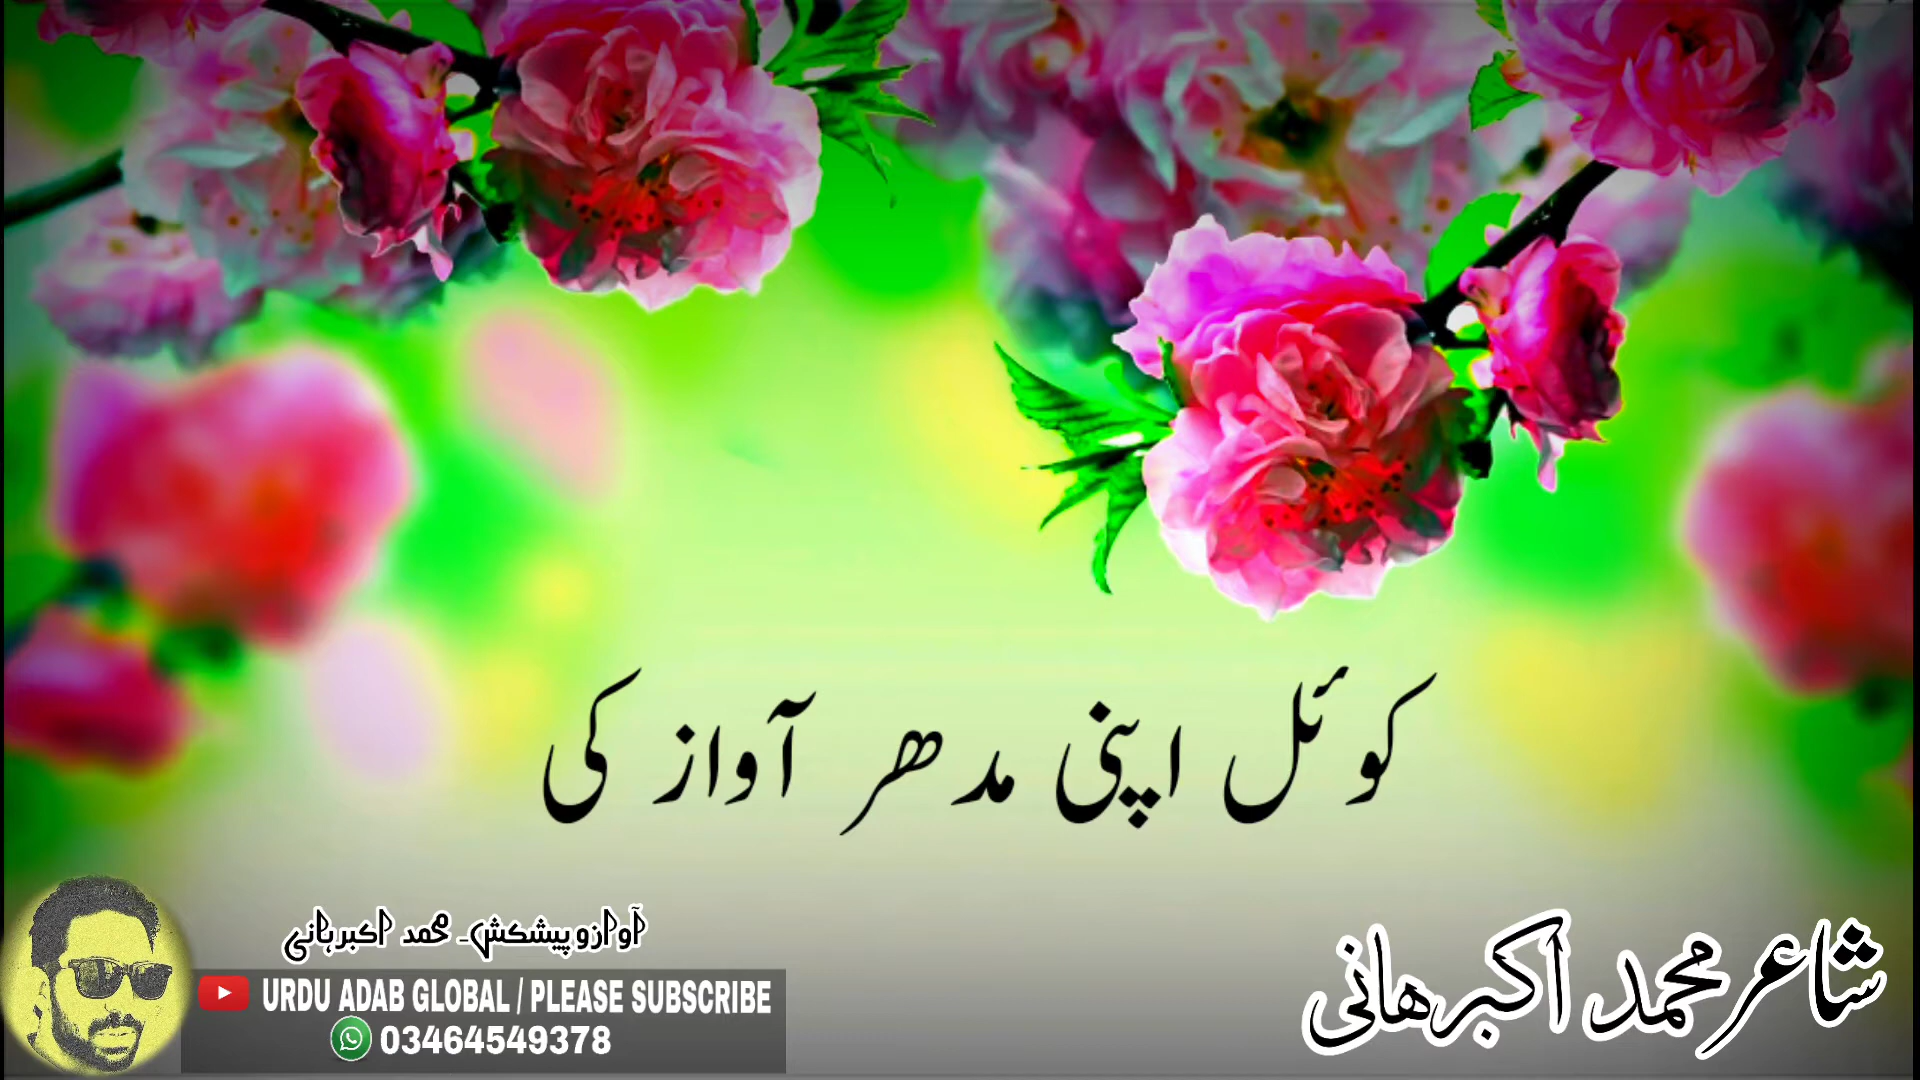 کوئل اپنی مدھر آواز کی
آواز و پیشکش۔ محمد اکبر ہانی
URDU ADAB GLOBAL / PLEASE SUBSCRIBE
03464549378
شاعر محمد اکبر ھانی